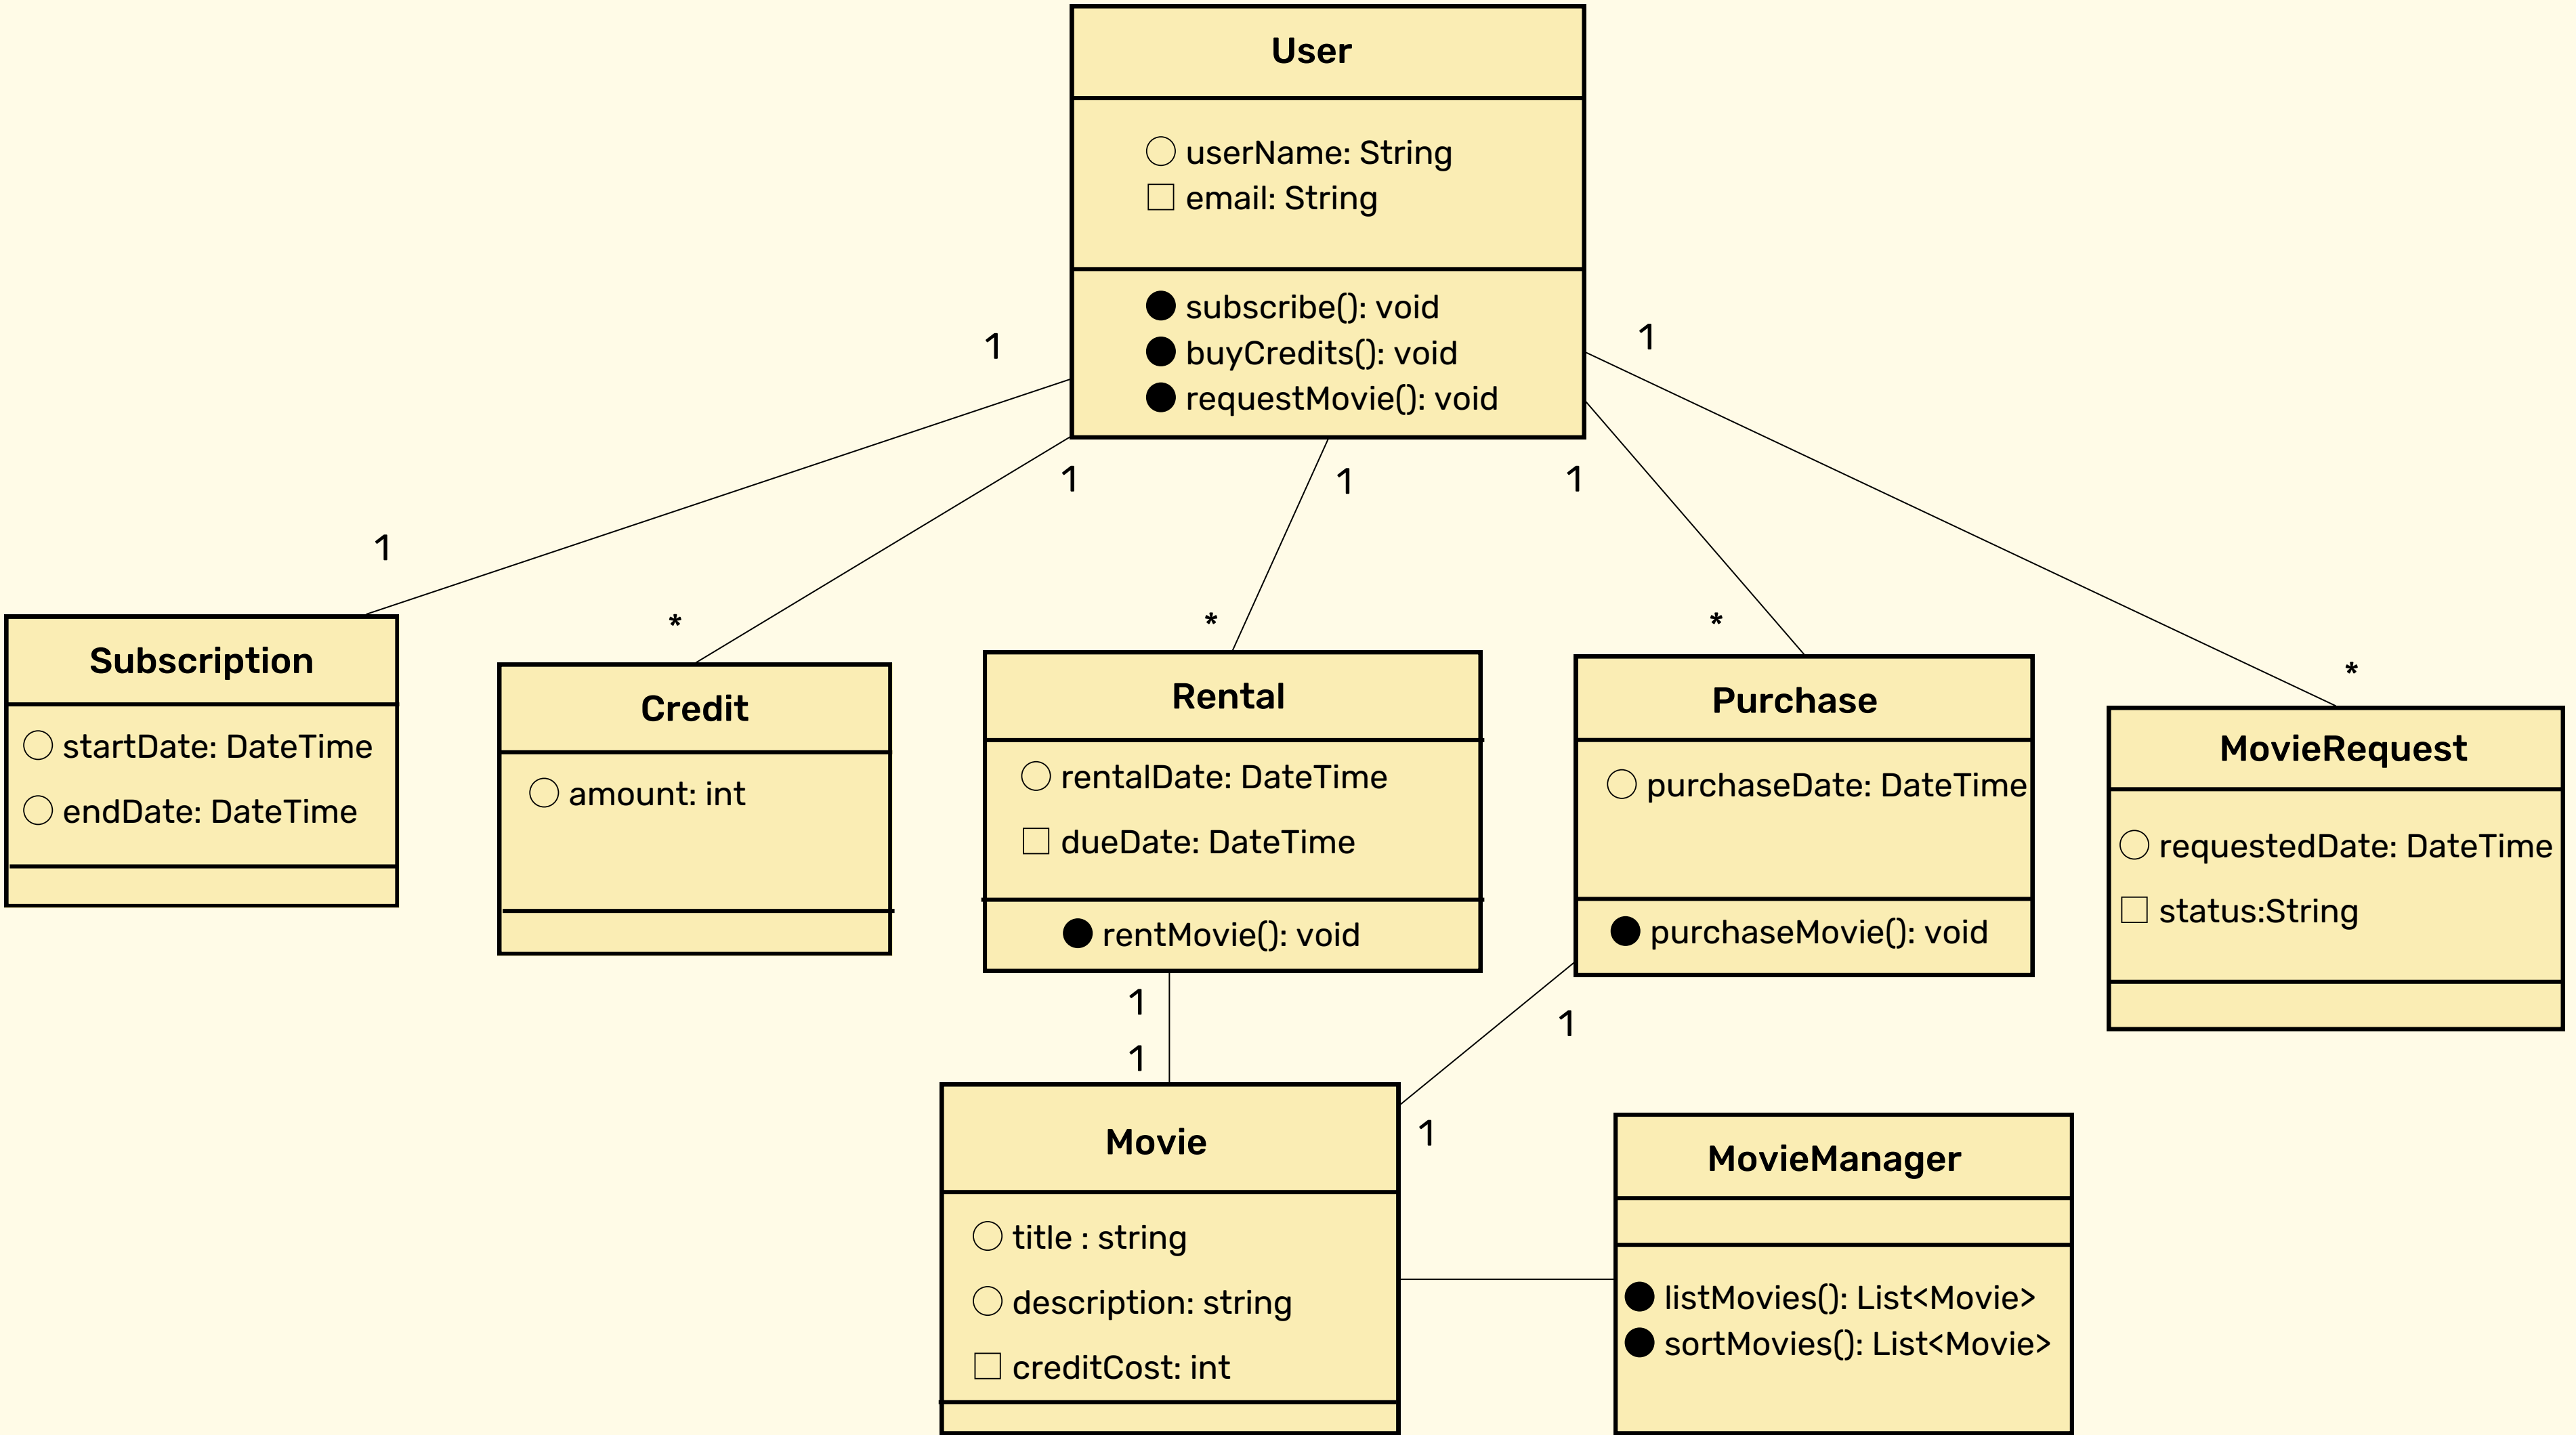 User
userName: String
email: String
subscribe(): void
buyCredits(): void
requestMovie(): void
1
1
1
1
1
1
*
*
*
*
Subscription
startDate: DateTime
endDate: DateTime
Credit
amount: int
Rental
rentalDate: DateTime
dueDate: DateTime
rentMovie(): void
Purchase
purchaseDate: DateTime
purchaseMovie(): void
MovieRequest
requestedDate: DateTime
status:String
1
1
1
1
Movie
title : string
description: string
creditCost: int
MovieManager
listMovies(): List<Movie>
sortMovies(): List<Movie>